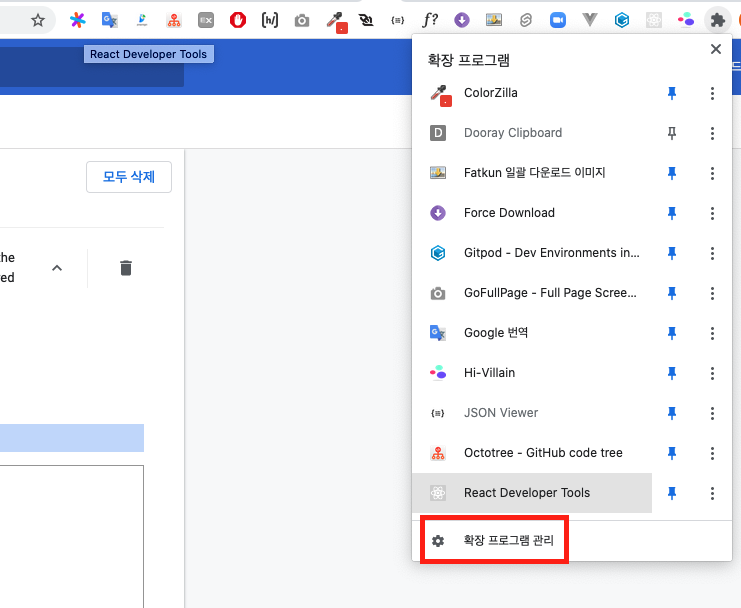 EX
[h/]
{≡}
f?
React Developer Tools
확장 프로그램
ColorZilla
모두 삭제
D Dooray Clipboard
Fatkun 일괄 다운로드 이미지
Force Download
the
red
Gitpod - Dev Environments in...
GoFullPage - Full Page Scree...
Google 번역
Hi-Villain
{≡} JSON Viewer
Octotree - GitHub code tree
React Developer Tools
확장 프로그램 관리